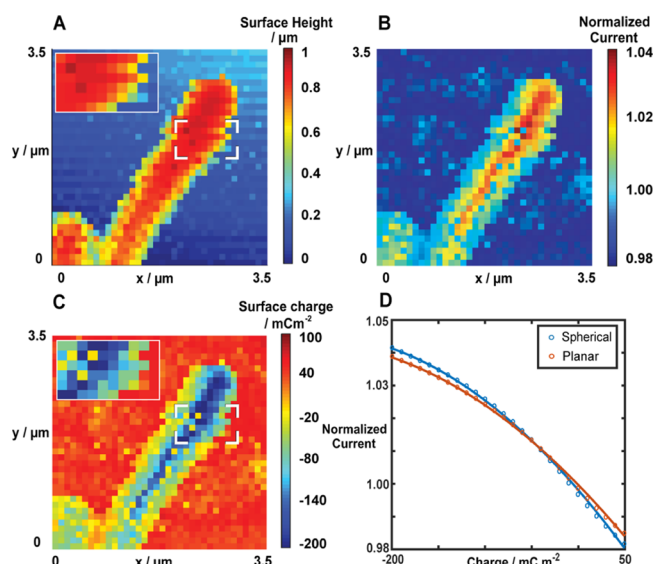 A
Surface Height
/ µm
3.5
y / µm
0
0
x / µm
3.5
1
0.8
0.6
0.4
0.2
0
B
Normalized
Current
3.5
y / µm
0
0
x / µm
3.5
1.04
1.02
1.00
0.98
C
Surface charge
/ mCm-2
3.5
y / µm
0
0
x / µm
3.5
100
40
-20
-80
-140
-200
D
1.05
1.03
Normalized
Current
1.00
0.98
-200
Charge / mC m-2
50
Spherical
Planar